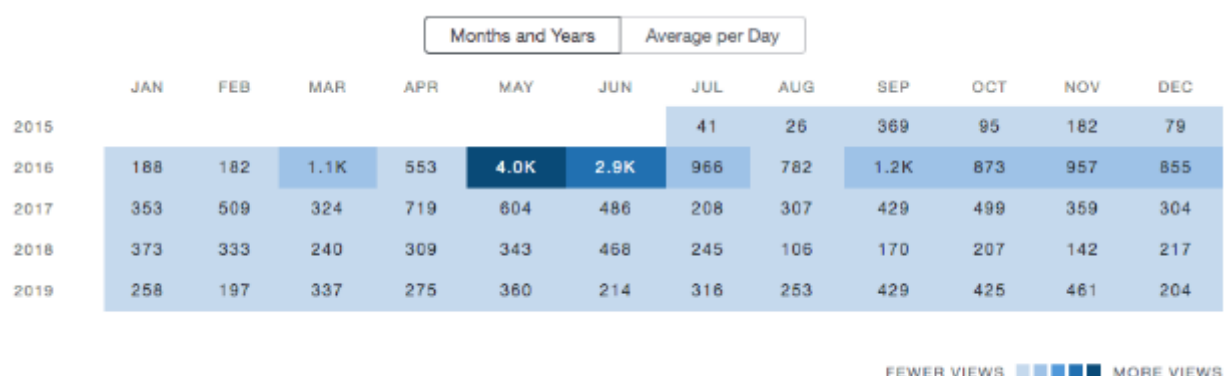 Months and Years Average per Day
JAN FEB MAR APR MAY JUN JUL AUG SEP OCT NOV DEC
2015 41 26 369 95 182 79
2016 188 182 1.1K 553 4.0K 2.9K 966 782 1.2K 873 957 855
2017 353 509 324 719 604 486 208 307 429 499 359 304
2018 373 333 240 309 343 468 245 106 170 207 142 217
2019 258 197 337 275 360 214 316 253 429 425 461 204
FEWER VIEWS MORE VIEWS